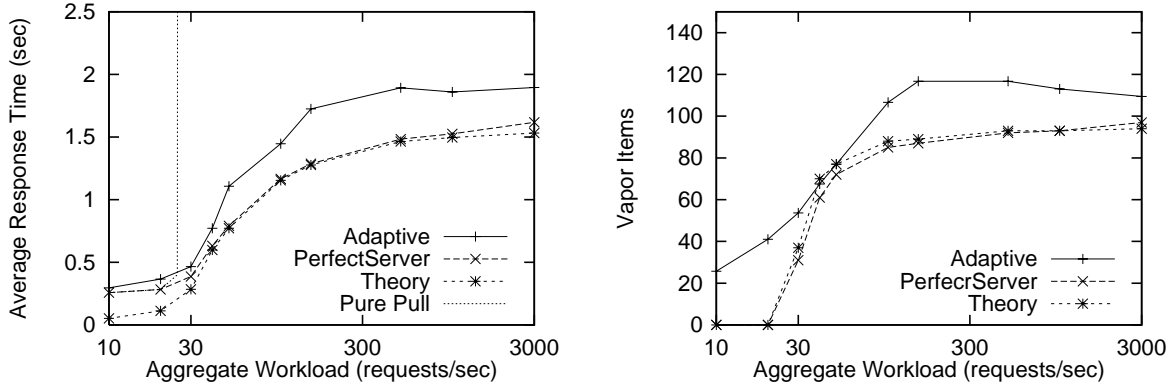 Average Response Time (sec)
2.5
2
1.5
1
0.5
0
Adaptive
PerfectServer
Theory
Pure Pull
10 30 300 3000
Aggregate Workload (requests/sec)
Vapor Items
140
120
100
80
60
40
20
0
Adaptive
PerfecrServer
Theory
10 30 300 3000
Aggregate Workload (requests/sec)